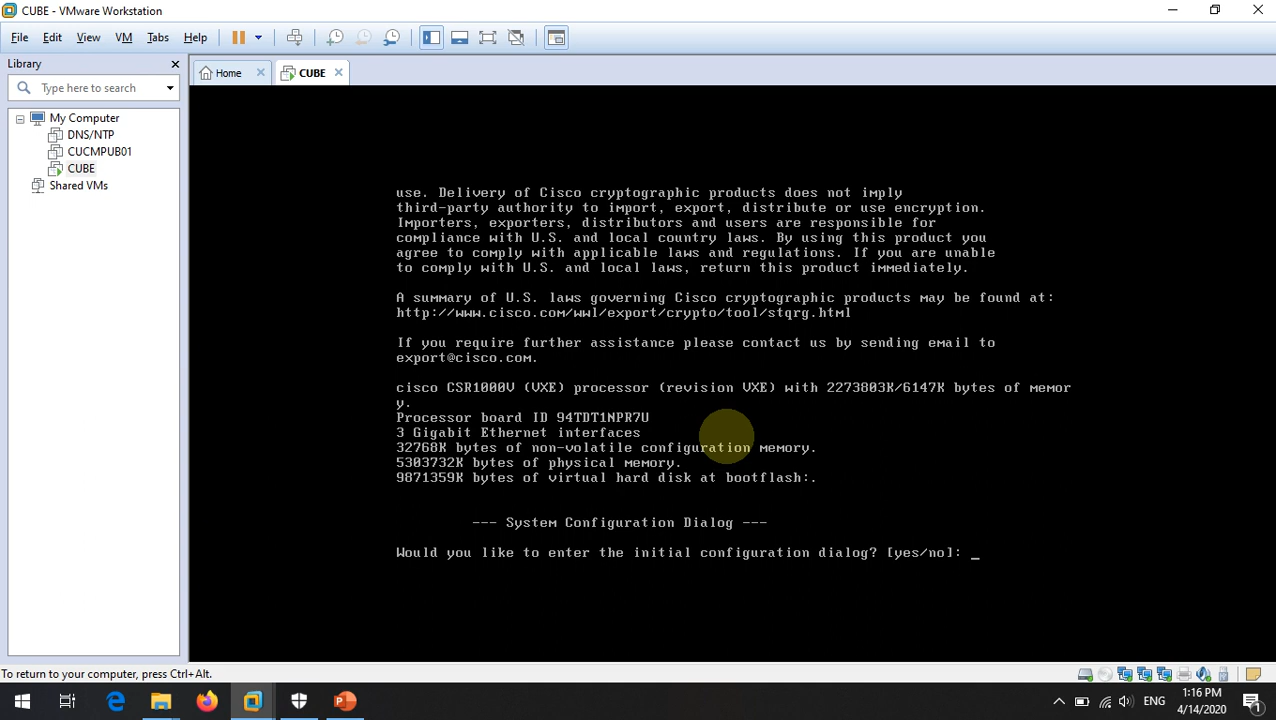 CUBE - VMware Workstation
File Edit View VM Tabs Help
Library
Home CUBE
Type here to search
My Computer
DNS/NTP
CUCMPUB01
CUBE
Shared VMs
use. Delivery of Cisco cryptographic products does not imply
third-party authority to import, export, distribute or use encryption.
Importers, exporters, distributors and users are responsible for
compliance with U.S. and local country laws. By using this product you
agree to comply with applicable laws and regulations. If you are unable
to comply with U.S. and local laws, return this product immediately.
A summary of U.S. laws governing Cisco cryptographic products may be found at:
http://www.cisco.com/wwl/export/crypto/tool/stqrg.html
If you require further assistance please contact us by sending email to
export@cisco.com.
cisco CSR1000V (VXE) processor (revision VXE) with 2273803K/6147K bytes of memor
y.
Processor board ID 94TDT1NPR7U
3 Gigabit Ethernet interfaces
32768K bytes of non-volatile configuration memory.
5303732K bytes of physical memory.
9871359K bytes of virtual hard disk at bootflash:.
--- System Configuration Dialog ---
Would you like to enter the initial configuration dialog? [yes/no]: _
To return to your computer, press Ctrl+Alt.
ENG
1:16 PM
4/14/2020
1